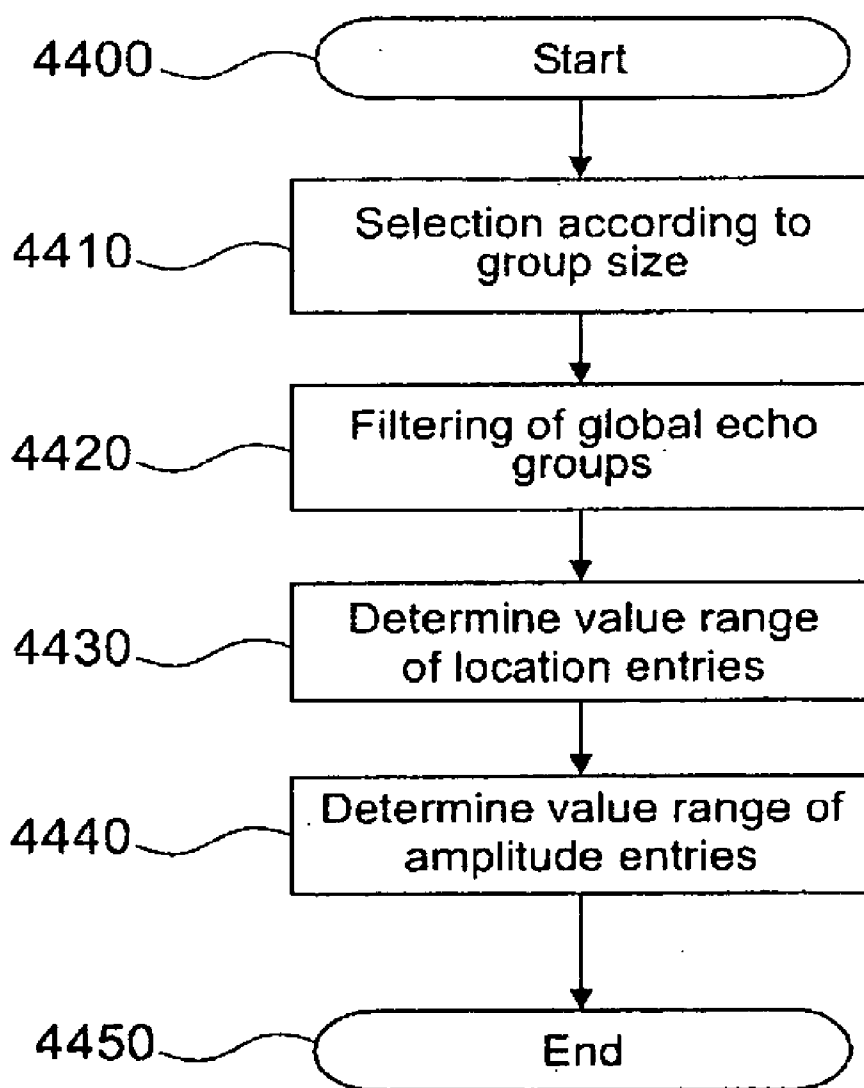 4400
Start
4410
Selection according to
group size
4420
Filtering of global echo
groups
4430
Determine value range
of location entries
4440
Determine value range of
amplitude entries
4450
End